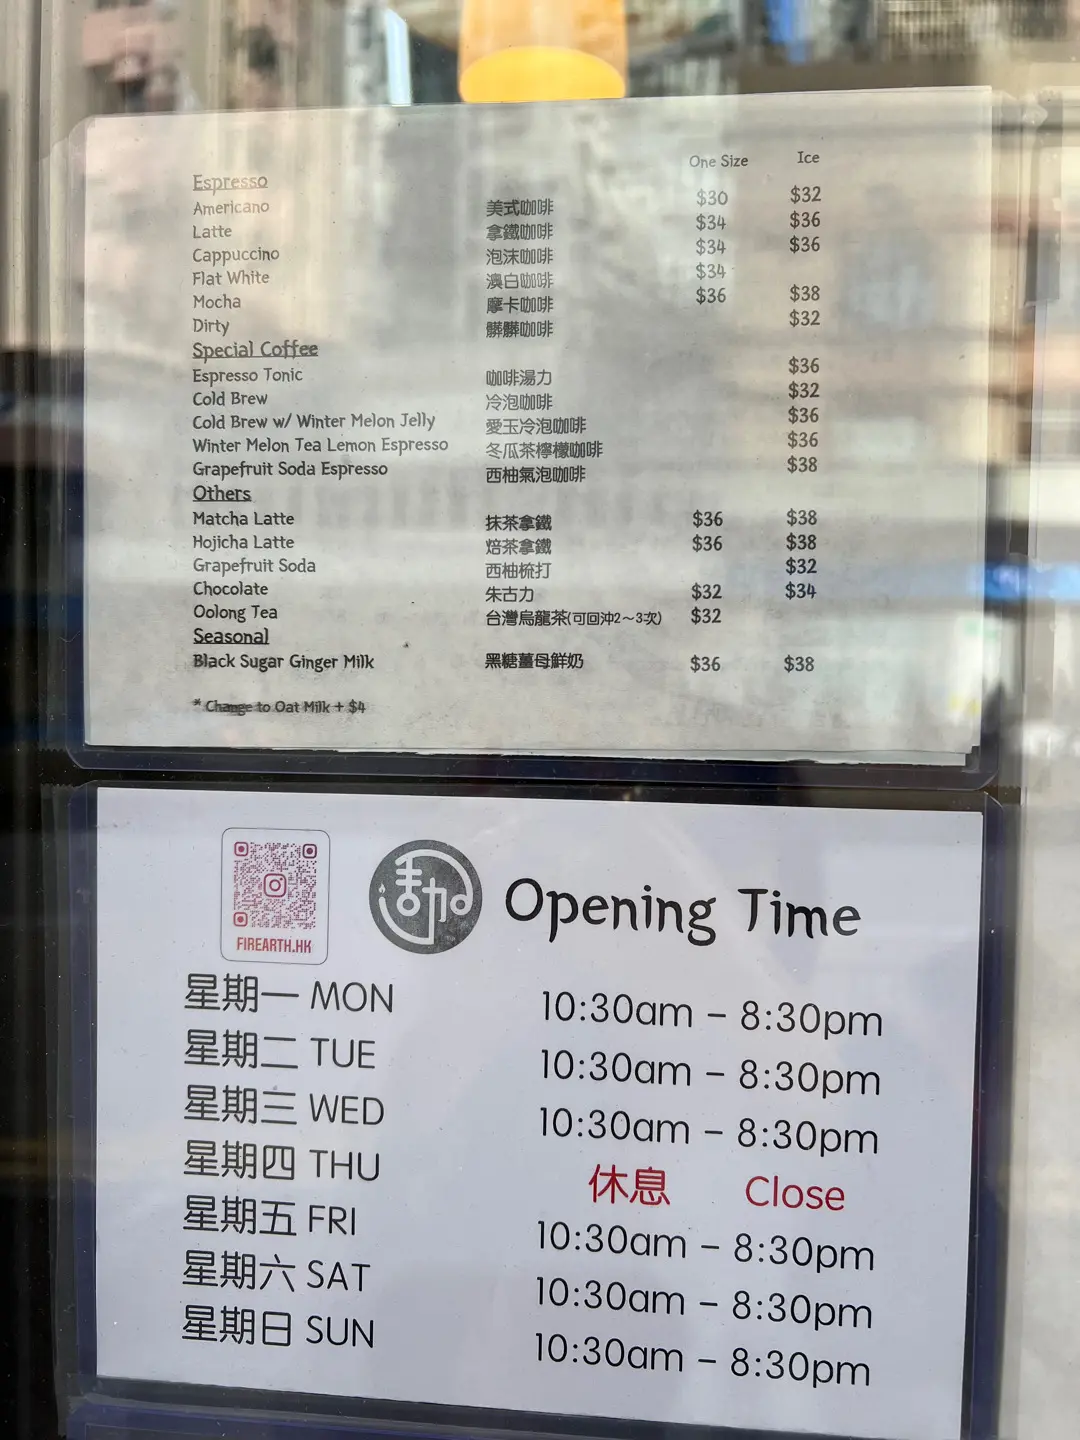 One Size Ice
Espresso
Americano 美式咖啡 $30 $32
Latte 拿鐵咖啡 $34 $36
Cappuccino 泡沫咖啡 $34 $36
Flat White 澳白咖啡 $34
Mocha 摩卡咖啡 $36 $38
Dirty 髒髒咖啡 $32
Special Coffee
Espresso Tonic 咖啡湯力 $36
Cold Brew 冷泡咖啡 $32
Cold Brew w/ Winter Melon Jelly 愛玉冷泡咖啡 $36
Winter Melon Tea Lemon Espresso 冬瓜茶檸檬咖啡 $36
Grapefruit Soda Espresso 西柚氣泡咖啡 $38
Others
Matcha Latte 抹茶拿鐵 $36 $38
Hojicha Latte 焙茶拿鐵 $36 $38
Grapefruit Soda 西柚梳打 $32
Chocolate 朱古力 $32 $34
Oolong Tea 台灣烏龍茶(可回沖2～3次) $32
Seasonal
Black Sugar Ginger Milk 黑糖薑母鮮奶 $36 $38
* Change to Oat Milk + $4
FIREARTH.HK
Opening Time
星期一 MON 10:30am – 8:30pm
星期二 TUE 10:30am – 8:30pm
星期三 WED 10:30am – 8:30pm
星期四 THU 休息 Close
星期五 FRI 10:30am – 8:30pm
星期六 SAT 10:30am – 8:30pm
星期日 SUN 10:30am – 8:30pm